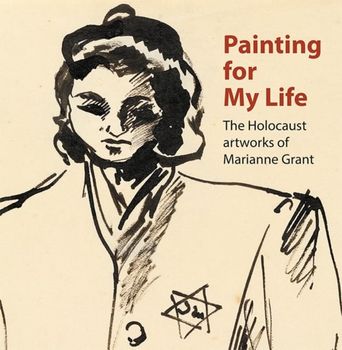 Painting
for
My Life
The Holocaust
artworks of
Marianne Grant